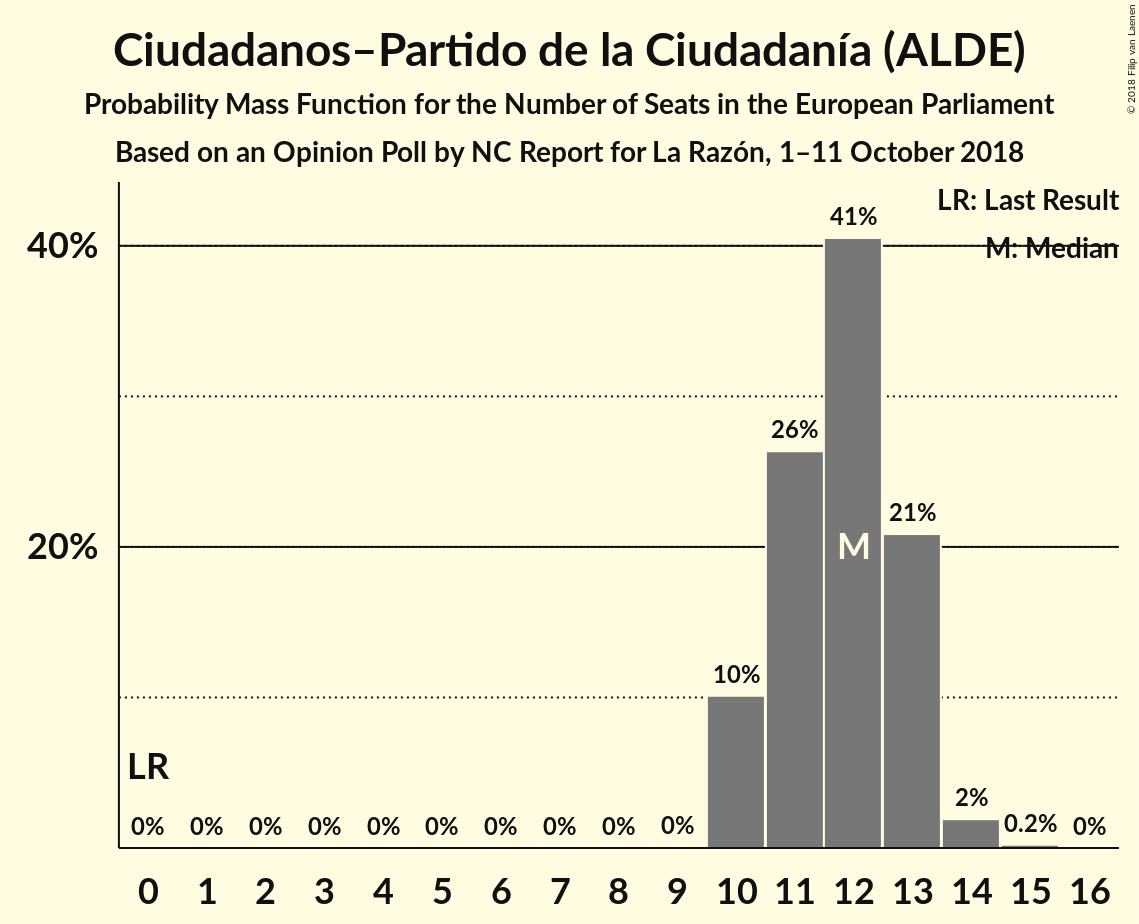 Ciudadanos–Partido de la Ciudadanía (ALDE)
Probability Mass Function for the Number of Seats in the European Parliament
Based on an Opinion Poll by NC Report for La Razón, 1–11 October 2018
© 2018 Filip van Laenen
LR: Last Result
M: Median
40%
20%
41%
26%
21%
10%
2%
0.2%
M
LR
0% 0% 0% 0% 0% 0% 0% 0% 0% 0% 0%
0 1 2 3 4 5 6 7 8 9 10 11 12 13 14 15 16